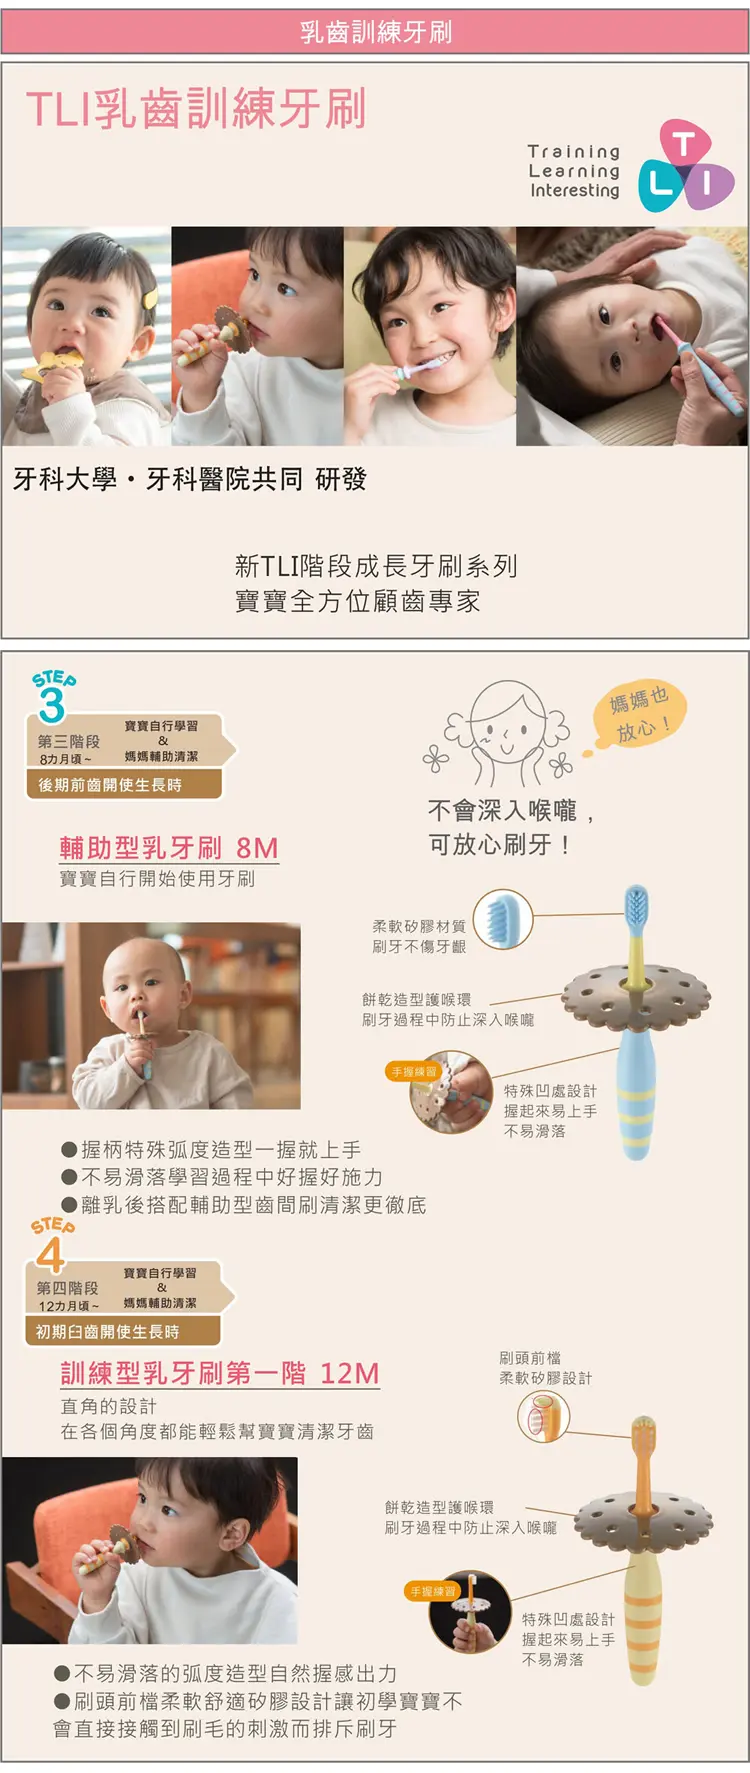 乳齒訓練牙刷
TLI乳齒訓練牙刷
Training
Learning
Interesting
T
L I
牙科大學・牙科醫院共同 研發
新TLI階段成長牙刷系列
寶寶全方位顧齒專家
STEP
3
第三階段
8カ月頃~
寶寶自行學習
&
媽媽輔助清潔
後期前齒開使生長時
媽媽也
放心！
不會深入喉嚨，
可放心刷牙！
輔助型乳牙刷 8M
寶寶自行開始使用牙刷
柔軟矽膠材質
刷牙不傷牙齦
餅乾造型護喉環
刷牙過程中防止深入喉嚨
手握練習
特殊凹處設計
握起來易上手
不易滑落
●握柄特殊弧度造型一握就上手
●不易滑落學習過程中好握好施力
●離乳後搭配輔助型齒間刷清潔更徹底
STEP
4
第四階段
12カ月頃~
寶寶自行學習
&
媽媽輔助清潔
初期臼齒開使生長時
訓練型乳牙刷第一階 12M
直角的設計
在各個角度都能輕鬆幫寶寶清潔牙齒
刷頭前檔
柔軟矽膠設計
餅乾造型護喉環
刷牙過程中防止深入喉嚨
手握練習
特殊凹處設計
握起來易上手
不易滑落
●不易滑落的弧度造型自然握感出力
●刷頭前檔柔軟舒適矽膠設計讓初學寶寶不
會直接接觸到刷毛的刺激而排斥刷牙